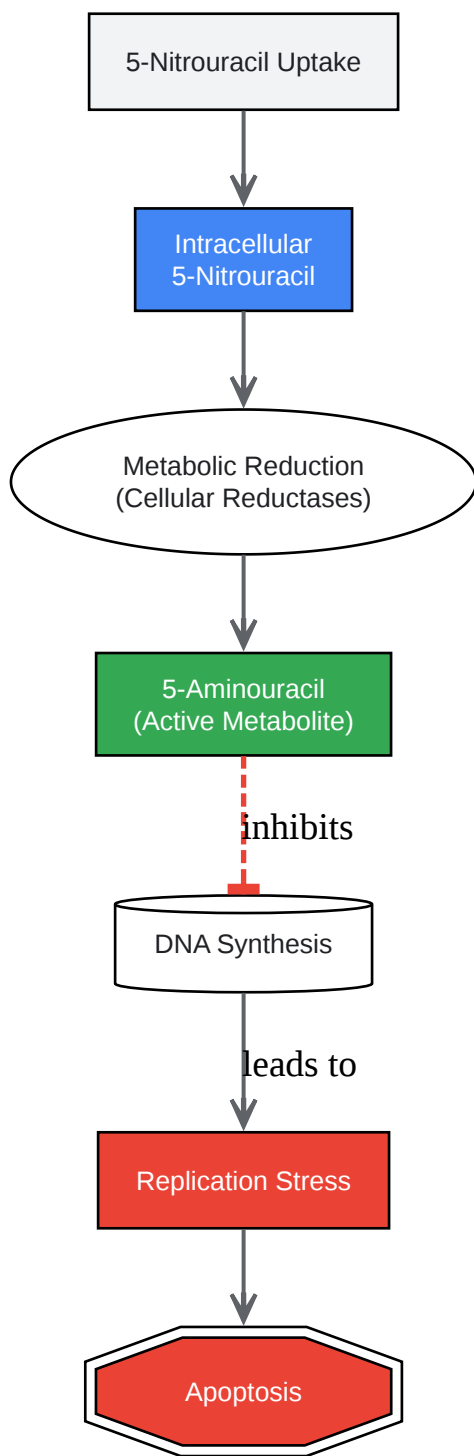 5-Nitrouracil Uptake
Intracellular
5-Nitrouracil
Metabolic Reduction
(Cellular Reductases)
5-Aminouracil
(Active Metabolite)
inhibits
DNA Synthesis
leads to
Replication Stress
Apoptosis